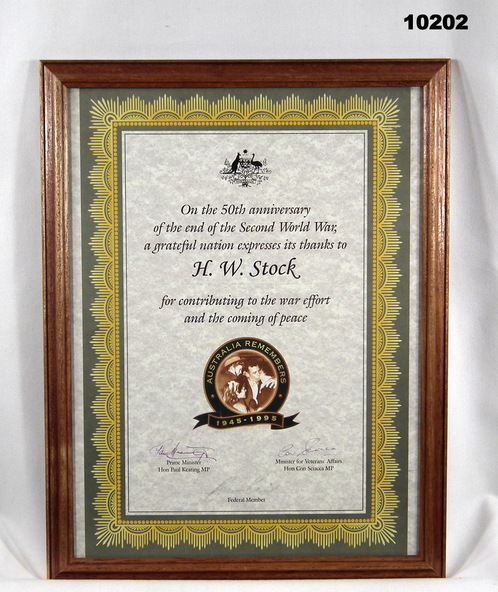 10202
On the 50th anniversary
of the end of the Second World War,
a grateful nation expresses its thanks to
H. W. Stock
for contributing to the war effort
and the coming of peace
AUSTRALIA REMEMBERS
1945-1995
Prime Minister
Hon Paul Keating MP
Minister for Veterans' Affairs
Hon Con Sciacca MP
Federal Member